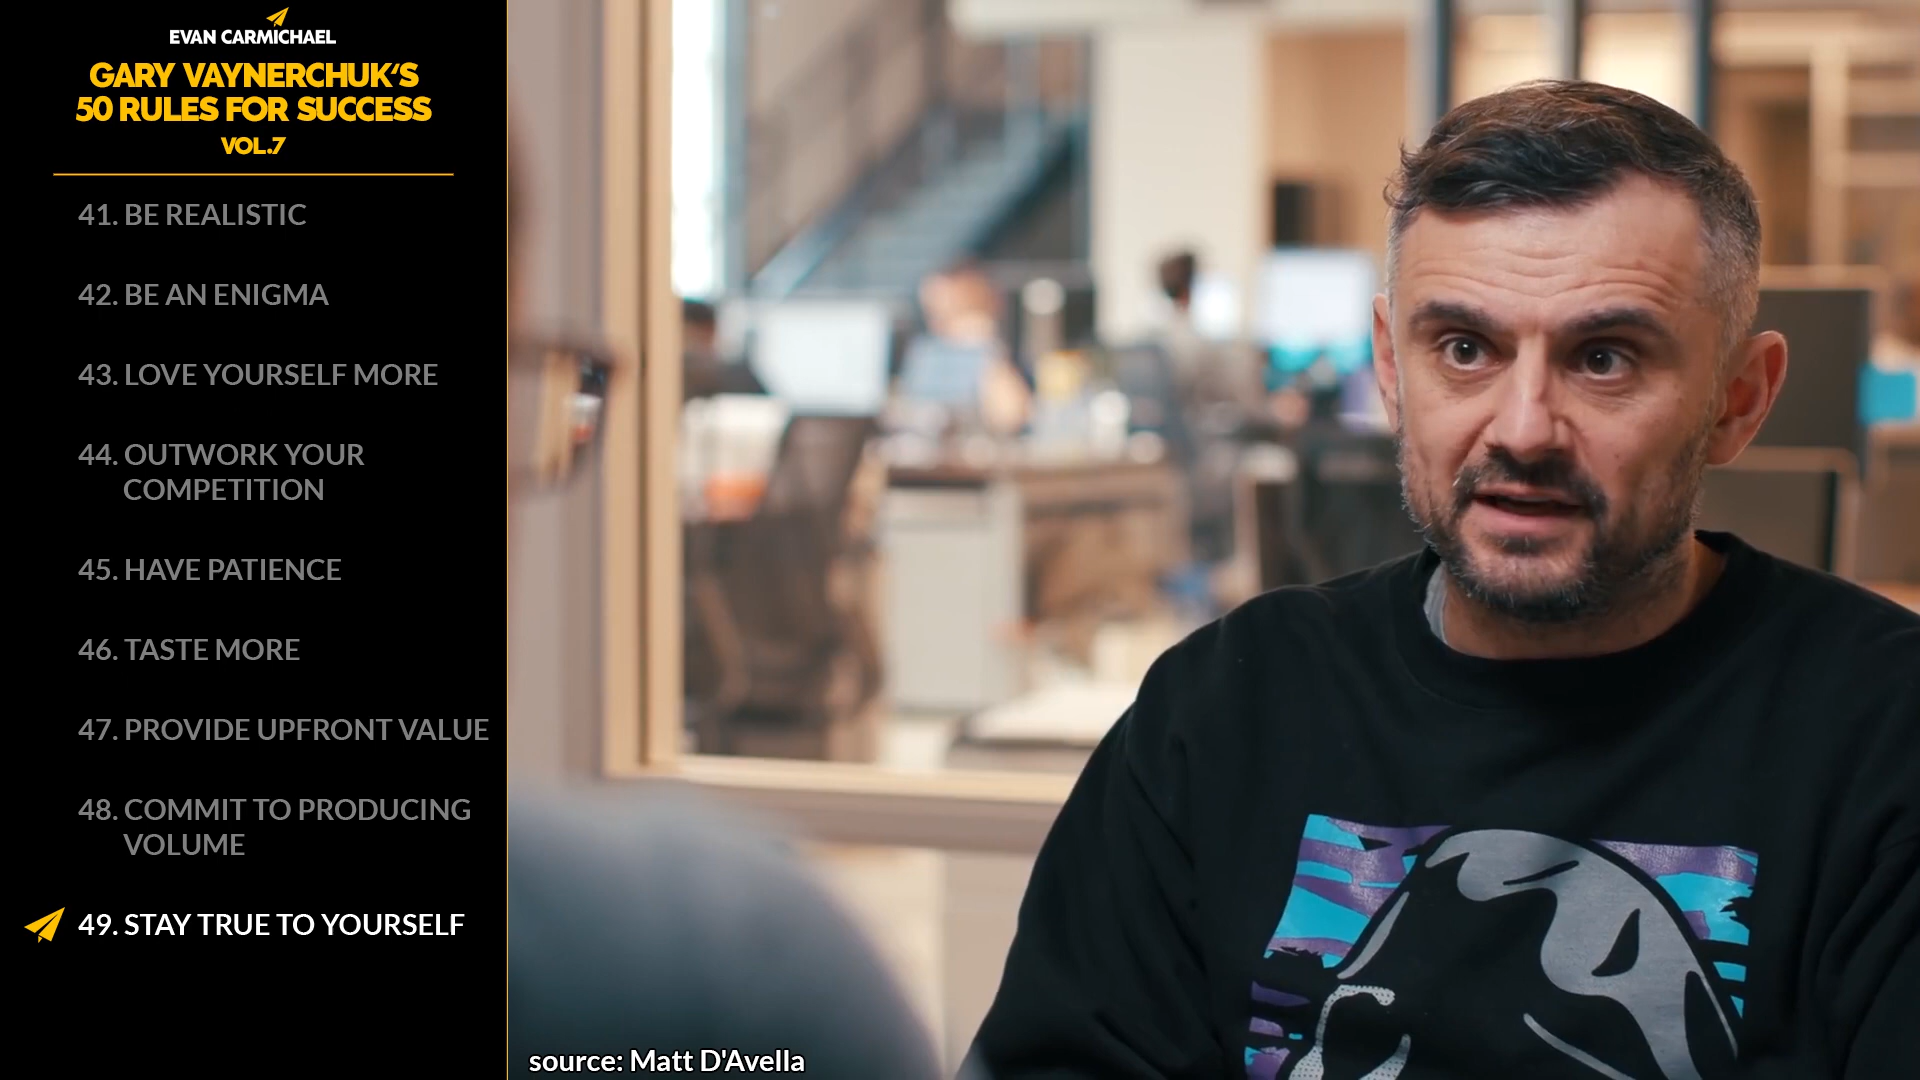 EVAN CARMICHAEL
GARY VAYNERCHUK'S
50 RULES FOR SUCCESS
VOL.7
41. BE REALISTIC
42. BE AN ENIGMA
43. LOVE YOURSELF MORE
44. OUTWORK YOUR
COMPETITION
45. HAVE PATIENCE
46. TASTE MORE
47. PROVIDE UPFRONT VALUE
48. COMMIT TO PRODUCING
VOLUME
49. STAY TRUE TO YOURSELF
source: Matt D'Avella